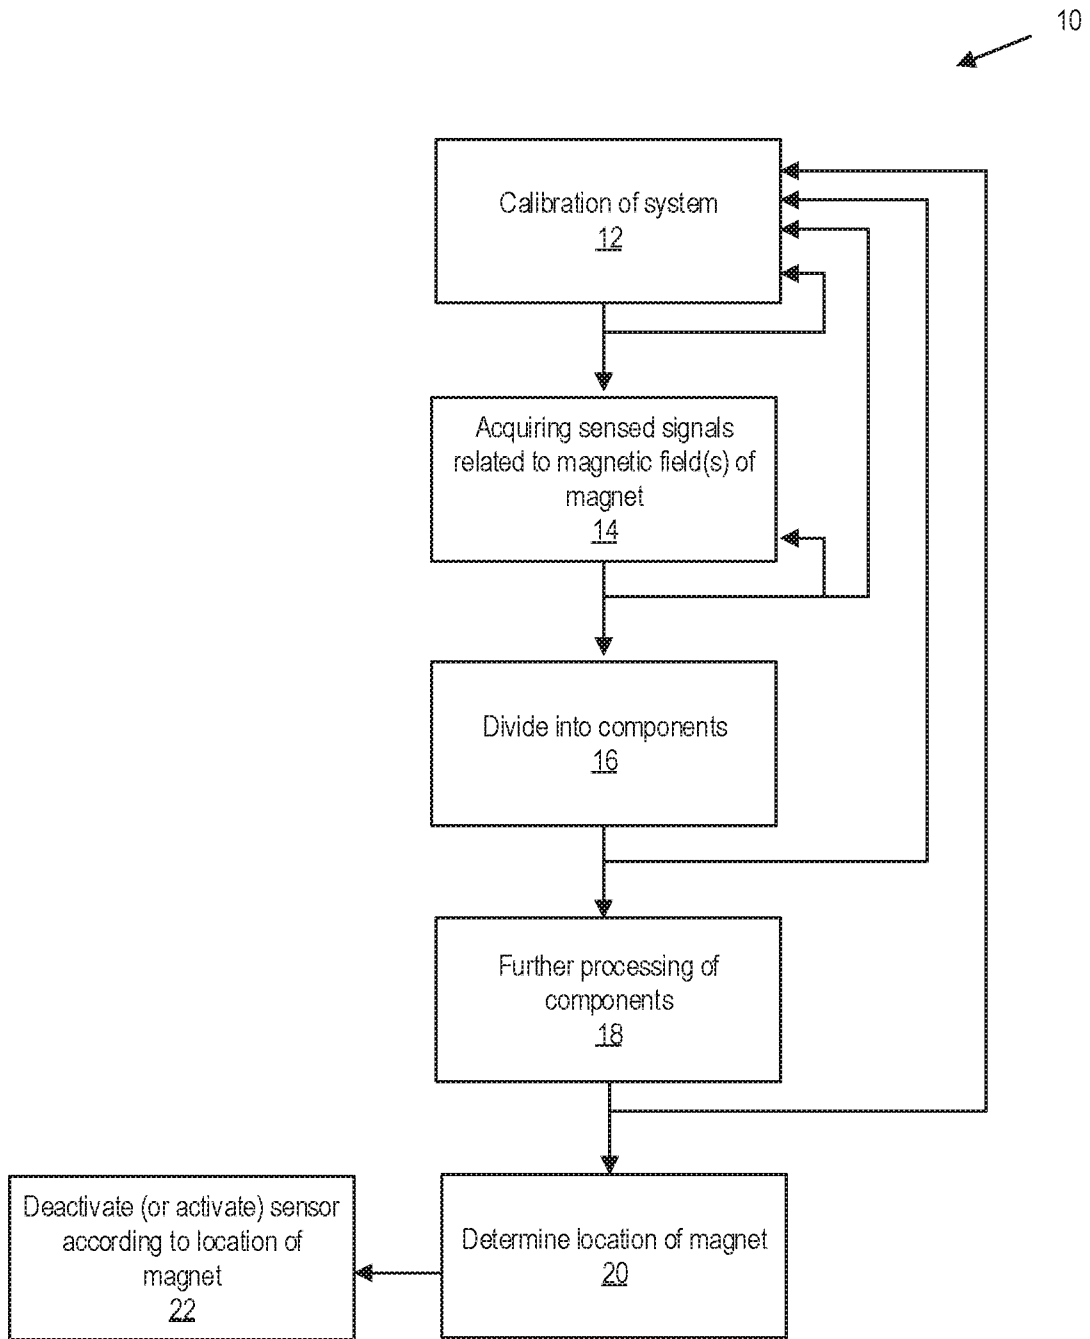 10
Calibration of system
12
Acquiring sensed signals
related to magnetic field(s) of
magnet
14
Divide into components
16
Further processing of
components
18
Deactivate (or activate) sensor
according to location of
magnet
22
Determine location of magnet
20